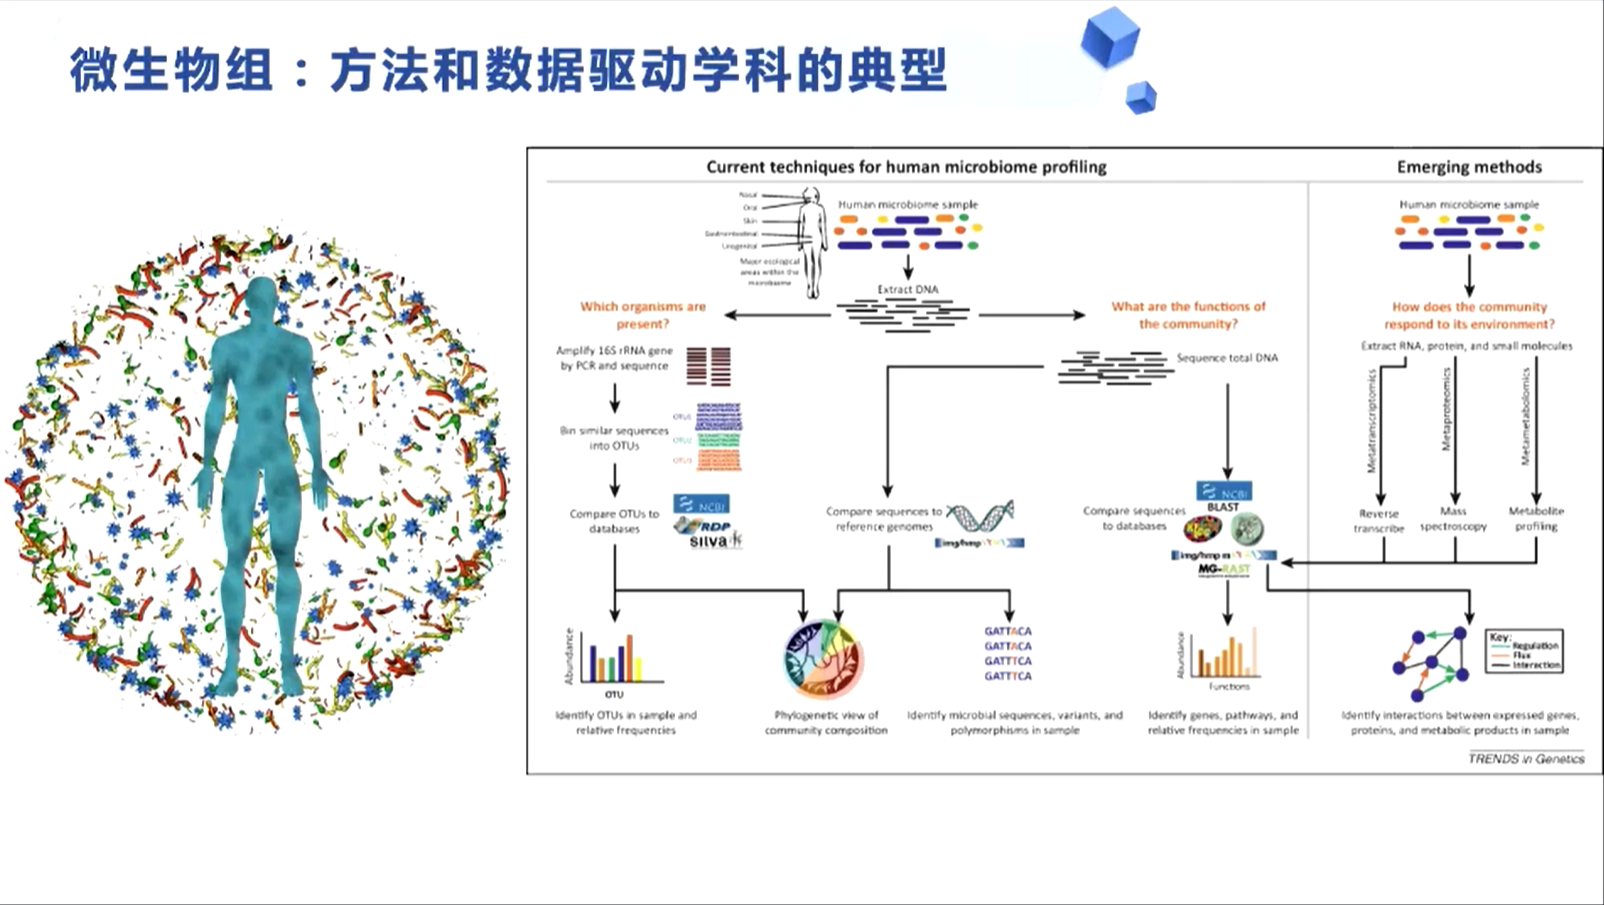 微生物组：方法和数据驱动学科的典型
Current techniques for human microbiome profiling
Emerging methods
Nasal
Oral
Skin
Gastrointestinal
Urogenital
Major ecological
areas within the
microbiome
Human microbiome sample
Extract DNA
Human microbiome sample
Which organisms are
present?
What are the functions of
the community?
How does the community
respond to its environment?
Amplify 16S rRNA gene
by PCR and sequence
Sequence total DNA
Extract RNA, protein, and small molecules
Metatranscriptomics
Metaproteomics
Metametabolomics
OTU1
OTU2
OTU3
Bin similar sequences
into OTUs
Compare OTUs to
databases
NCBI
RDP
silva
Compare sequences to
reference genomes
img/hmp
Compare sequences
to databases
NCBI
BLAST
img/hmp m
MG-RAST
Reverse
transcribe
Mass
spectroscopy
Metabolite
profiling
Abundance
OTU
GATTACA
GATTACA
GATTTCA
GATTTCA
Abundance
Functions
Key:
Regulation
Flux
Interaction
Identify OTUs in sample and
relative frequencies
Phylogenetic view of
community composition
Identify microbial sequences, variants, and
polymorphisms in sample
Identify genes, pathways, and
relative frequencies in sample
Identify interactions between expressed genes,
proteins, and metabolic products in sample
TRENDS in Genetics